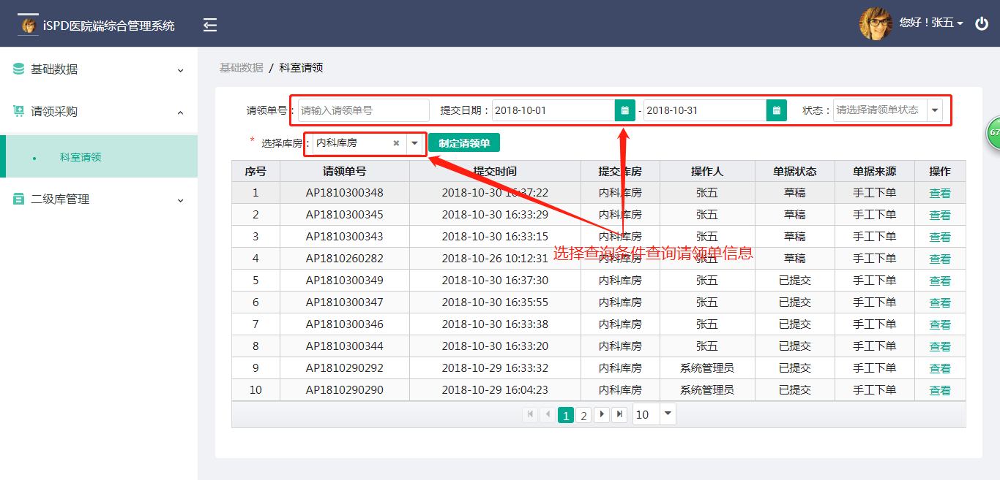 iSPD医院端综合管理系统
您好！张五
基础数据
请领采购
科室请领
二级库管理
基础数据 / 科室请领
请领单号： 请输入请领单号 提交日期： 2018-10-01 - 2018-10-31 状态： 请选择请领单状态
* 选择库房： 内科库房 制定请领单
序号 请领单号 提交时间 提交库房 操作人 单据状态 单据来源 操作
1 AP1810300348 2018-10-30 16:37:22 内科库房 张五 草稿 手工下单 查看
2 AP1810300345 2018-10-30 16:33:29 内科库房 张五 草稿 手工下单 查看
3 AP1810300343 2018-10-30 16:33:15 内科库房 张五 草稿 手工下单 查看
4 AP1810260282 2018-10-26 10:12:31 内科库房 张五 草稿 手工下单 查看
选择查询条件查询请领单信息
5 AP1810300349 2018-10-30 16:37:30 内科库房 张五 已提交 手工下单 查看
6 AP1810300347 2018-10-30 16:35:55 内科库房 张五 已提交 手工下单 查看
7 AP1810300346 2018-10-30 16:33:38 内科库房 张五 已提交 手工下单 查看
8 AP1810300344 2018-10-30 16:33:20 内科库房 张五 已提交 手工下单 查看
9 AP1810290292 2018-10-29 16:33:32 内科库房 系统管理员 已提交 手工下单 查看
10 AP1810290290 2018-10-29 16:04:23 内科库房 系统管理员 已提交 手工下单 查看
1 2 10
67